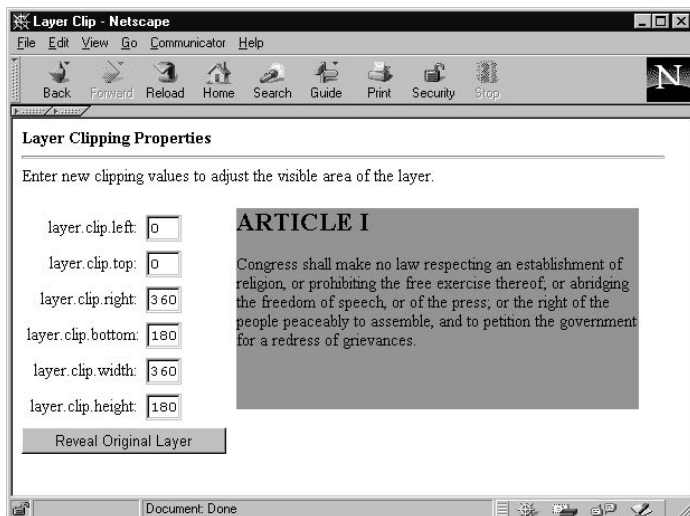 Layer Clip - Netscape
File Edit View Go Communicator Help
Back Forward Reload Home Search Guide Print Security Stop
N
Layer Clipping Properties
Enter new clipping values to adjust the visible area of the layer.
layer.clip.left: 0
layer.clip.top: 0
layer.clip.right: 360
layer.clip.bottom: 180
layer.clip.width: 360
layer.clip.height: 180
Reveal Original Layer
ARTICLE I
Congress shall make no law respecting an establishment of
religion, or prohibiting the free exercise thereof; or abridging
the freedom of speech, or of the press; or the right of the
people peaceably to assemble, and to petition the government
for a redress of grievances.
Document: Done